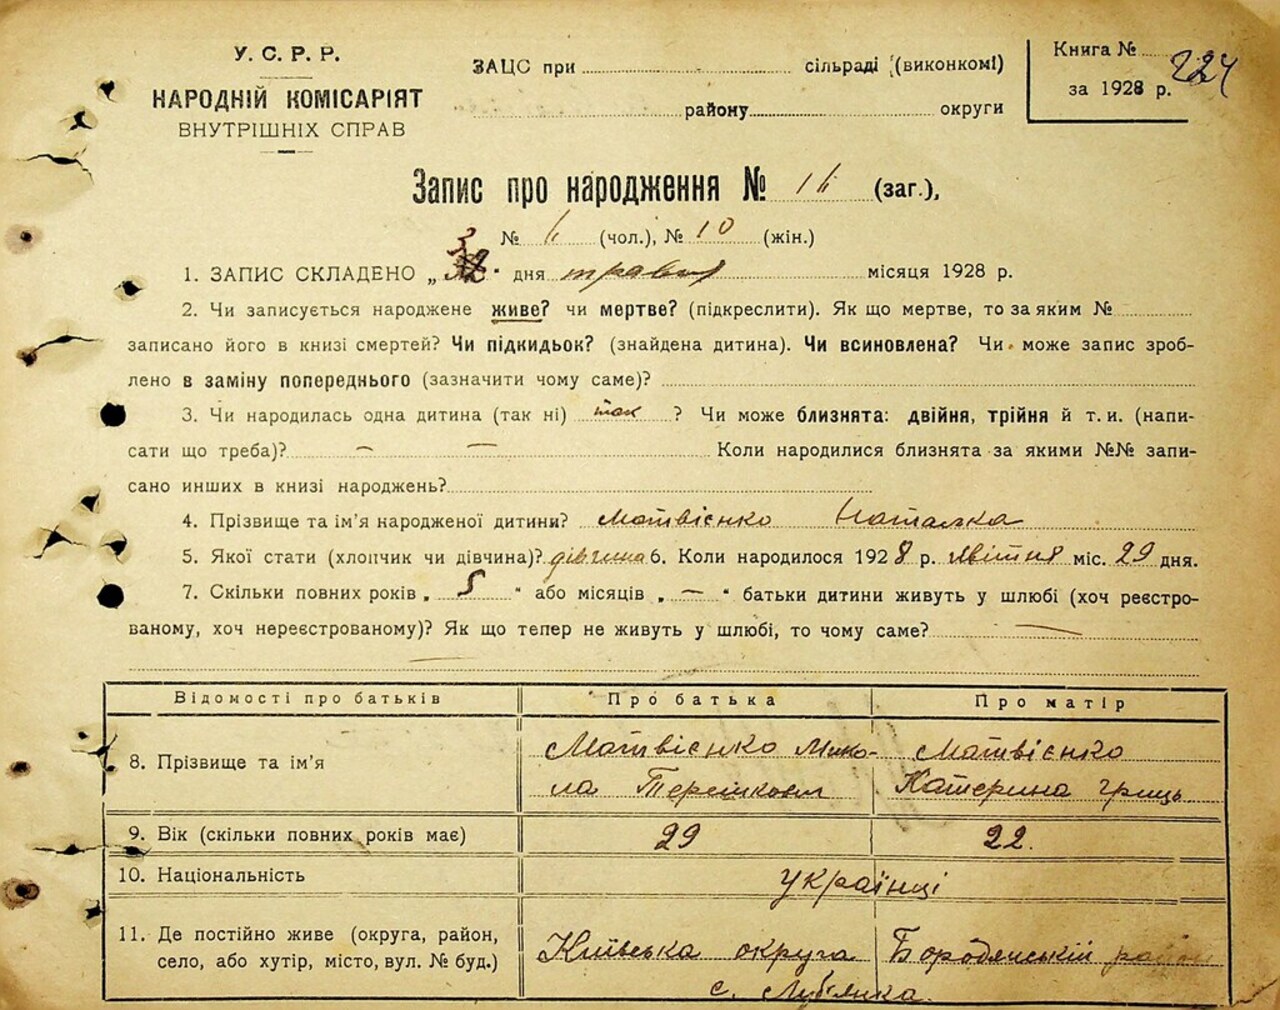 У. С. Р. Р.
НАРОДНІЙ КОМІСАРІЯТ
ВНУТРІШНІХ СПРАВ
ЗАЦС при сільраді (виконкомі)
району округи
Книга № 224
за 1928 р.
Запис про народження № 16 (заг.),
№ 6 (чол.), № 10 (жін.)
1. ЗАПИС СКЛАДЕНО „3“ дня травня місяця 1928 р.
2. Чи записується народжене живе? чи мертве? (підкреслити). Як що мертве, то за яким №
записано його в книзі смертей? Чи підкидьок? (знайдена дитина). Чи всиновлена? Чи може запис зроб-
лено в заміну попереднього (зазначити чому саме)?
3. Чи народилась одна дитина (так ні) так ? Чи може близнята: двійня, трійня й т. и. (напи-
сати що треба)? — — Коли народилися близнята за якими №№ запи-
сано инших в книзі народжень?
4. Прізвище та ім’я народженої дитини? Матвієнко Наталка
5. Якої стати (хлопчик чи дівчина)? дівчина 6. Коли народилося 1928 р. квітня міс. 29 дня.
7. Скільки повних років „ 5 “ або місяців „ — “ батьки дитини живуть у шлюбі (хоч реєстро-
ваному, хоч нереєстрованому)? Як що тепер не живуть у шлюбі, то чому саме? —
Відомості про батьків Про батька Про матір
8. Прізвище та ім’я Матвієнко Мико- Матвієнко
ла Катерина Гриць
9. Вік (скільки повних років має) 29 22.
10. Національність українці
11. Де постійно живе (округа, район, Київська округа Бородянський район
село, або хутір, місто, вул. № буд.) с. Луб'янка.